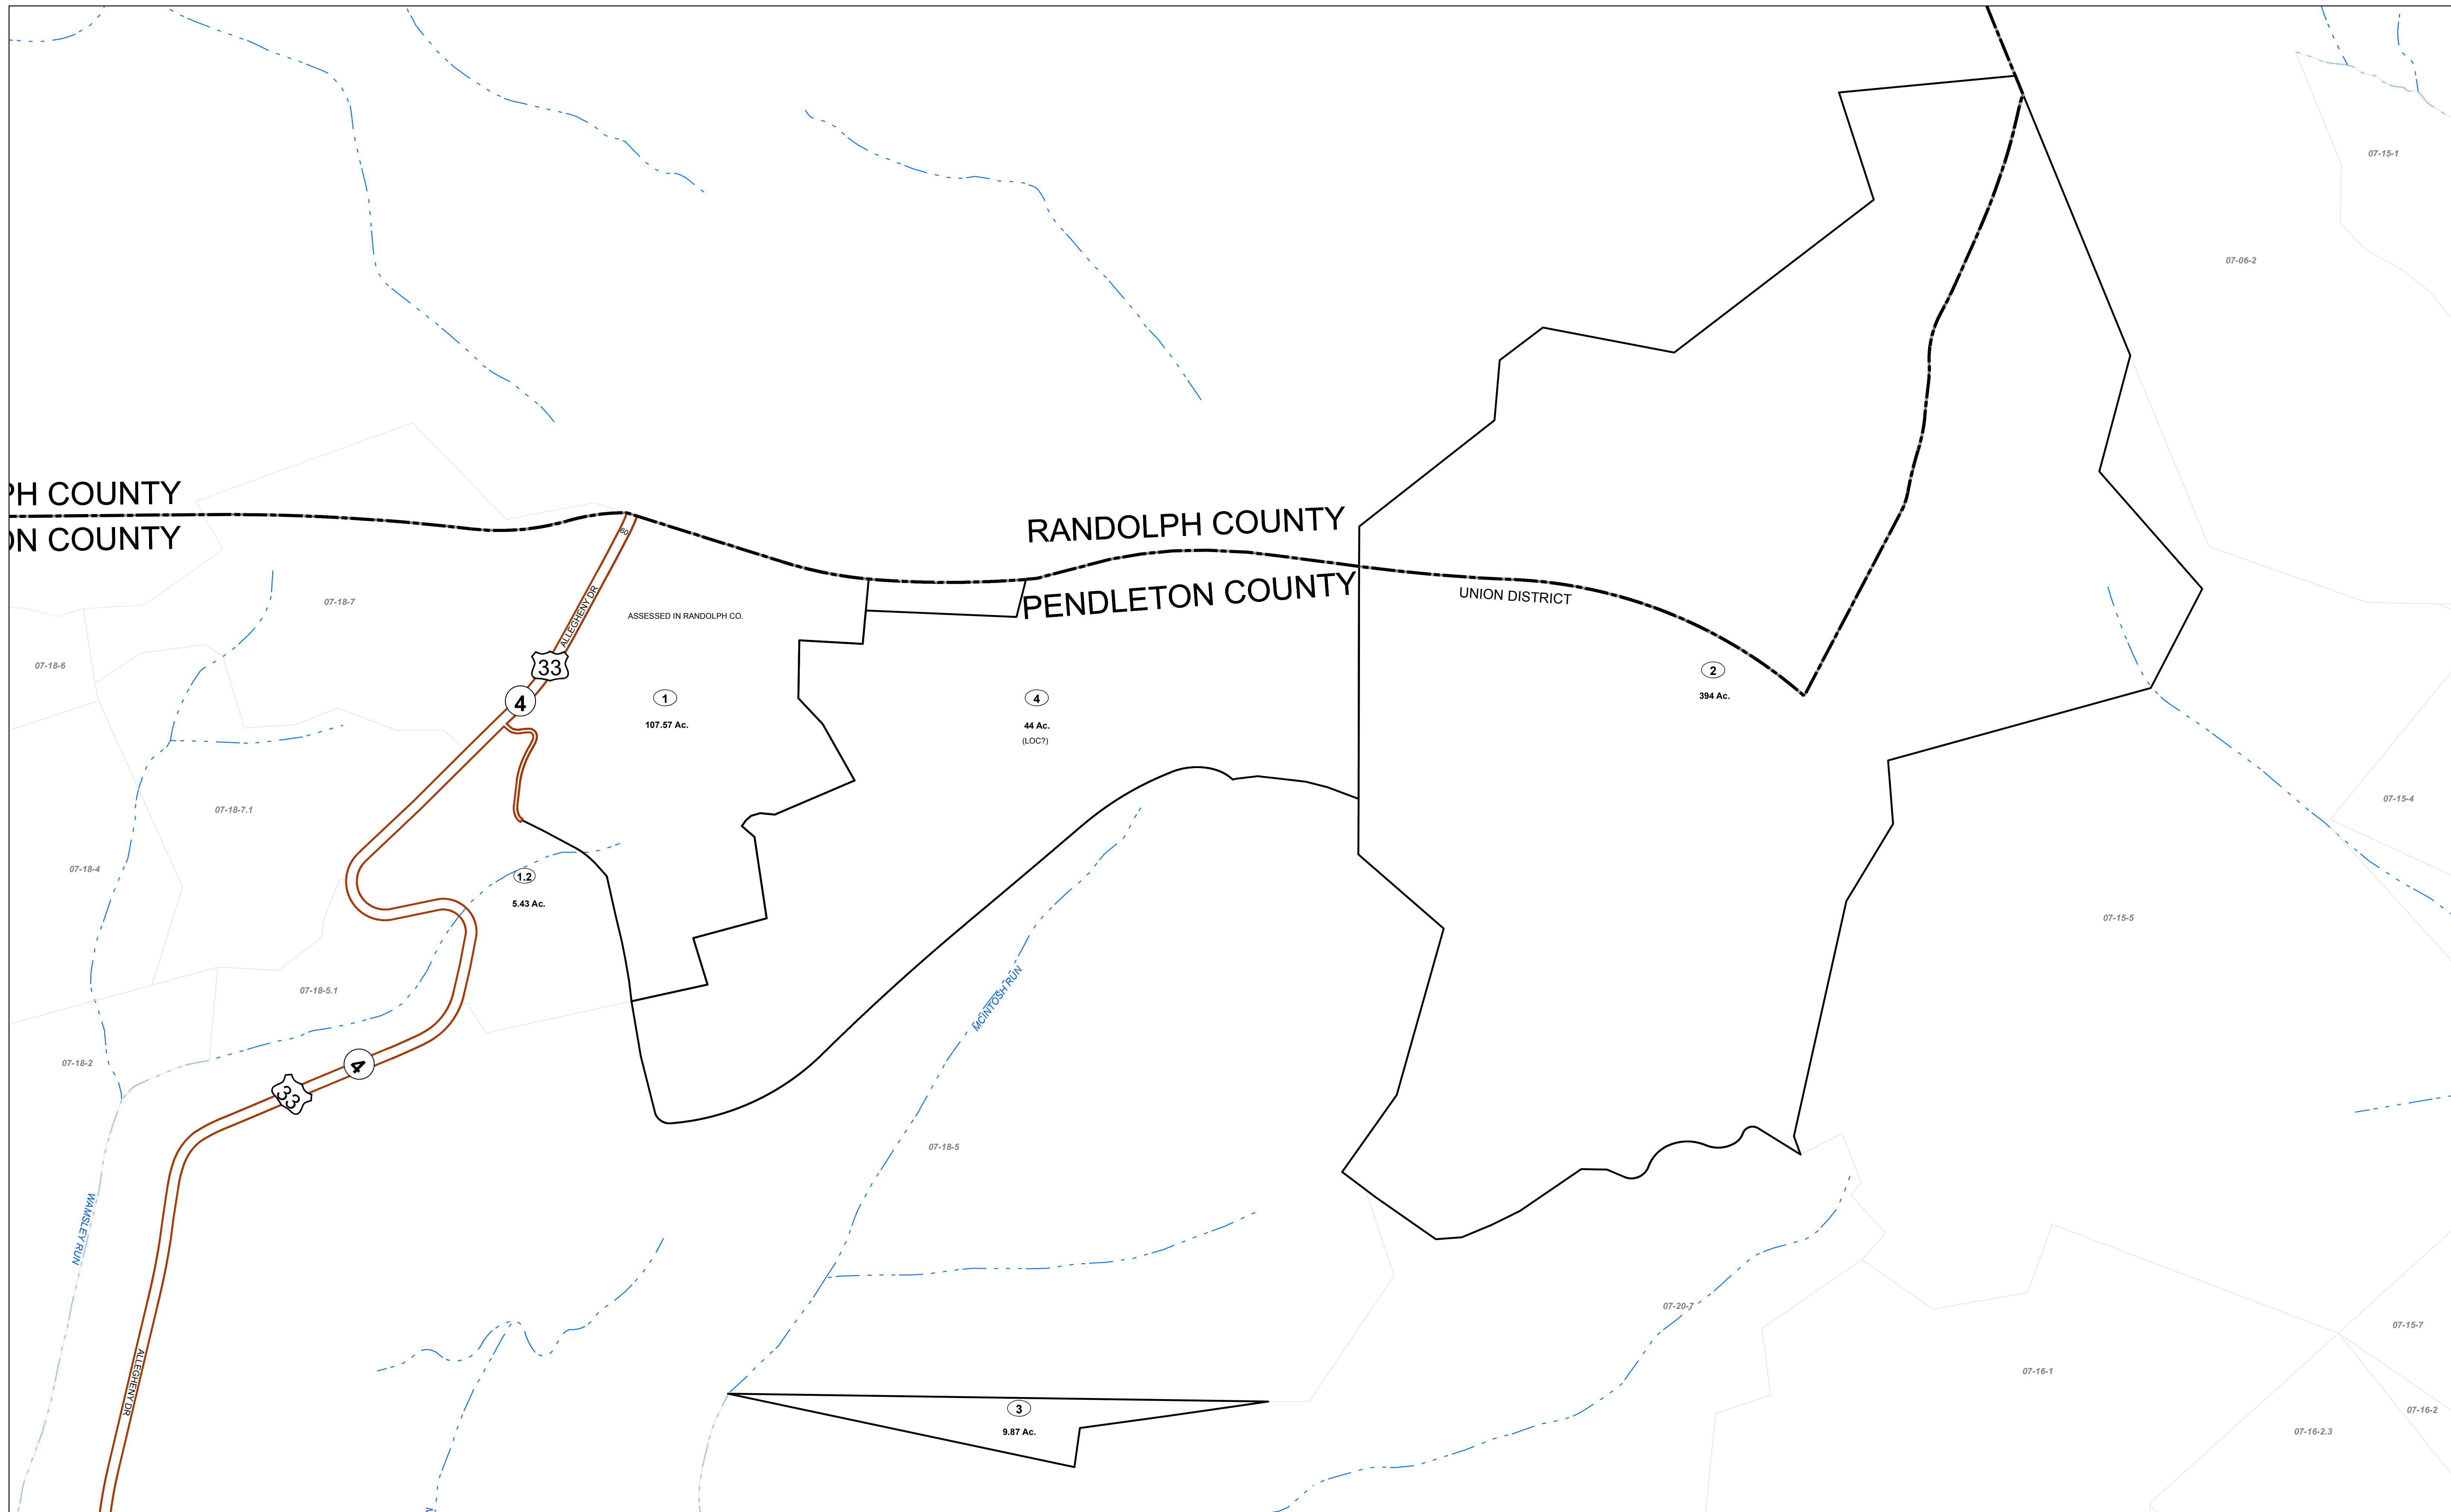 07-15-1
07-06-2
PH COUNTY
ON COUNTY
RANDOLPH COUNTY
PENDLETON COUNTY
UNION DISTRICT
60
ALLEGHENY DR
ASSESSED IN RANDOLPH CO.
07-18-7
07-18-6
33
4
1
107.57 Ac.
4
44 Ac.
(LOC?)
2
394 Ac.
07-18-7.1
07-15-4
07-18-4
1.2
5.43 Ac.
07-15-5
07-18-5.1
MCINTOSH RUN
07-18-2
4
33
07-18-5
WAMSLEY RUN
07-20-7
07-15-7
07-16-1
ALLEGHENY DR
3
9.87 Ac.
07-16-2
07-16-2.3